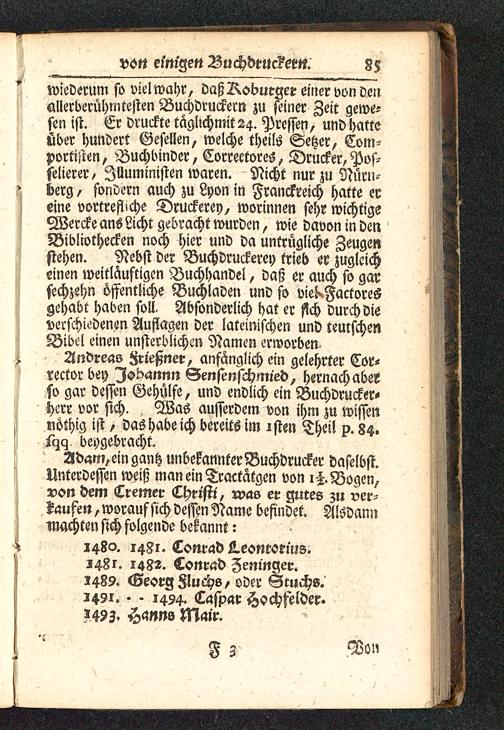 von einigen Buchdruckern. 85
wiederum so viel wahr, daß Koburger einer von den
allerberühmtesten Buchdruckern zu seiner Zeit gewe-
sen ist. Er druckte täglich mit 24. Pressen, und hatte
über hundert Gesellen, welche theils Setzer, Com-
portisten, Buchbinder, Correctores, Drucker, Pos-
selierer, Illuministen waren. Nicht nur zu Nürn-
berg, sondern auch zu Lyon in Franckreich hatte er
eine vortrefliche Druckerey, worinnen sehr wichtige
Wercke ans Licht gebracht wurden, wie davon in den
Bibliothecken noch hier und da untrügliche Zeugen
stehen. Nebst der Buchdruckerey trieb er zugleich
einen weitläuftigen Buchhandel, daß er auch so gar
sechzehn öffentliche Buchladen und so viel Factores
gehabt haben soll. Absonderlich hat er sich durch die
verschiedenen Auflagen der lateinischen und teutschen
Bibel einen unsterblichen Namen erworben.
Andreas Frießner, anfänglich ein gelehrter Cor-
rector bey Johann Sensenschmied, hernach aber
so gar dessen Gehülfe, und endlich ein Buchdrucker-
herr vor sich. Was ausserdem von ihm zu wissen
nöthig ist, das habe ich bereits im 1sten Theil p. 84.
sqq. beygebracht.
Adam, ein gantz unbekannter Buchdrucker daselbst.
Unterdessen weiß man ein Tractätgen von 1½. Bogen,
von dem Cremer Christi, was er gutes zu ver-
kaufen, worauf sich dessen Name befindet. Alsdann
machten sich folgende bekannt:
1480. 1481. Conrad Leontorius.
1481. 1482. Conrad Zeninger.
1489. Georg Fluchs, oder Stuchs.
1491. - - 1494. Caspar Hochfelder.
1493. Hanns Mair.
F 3 Von